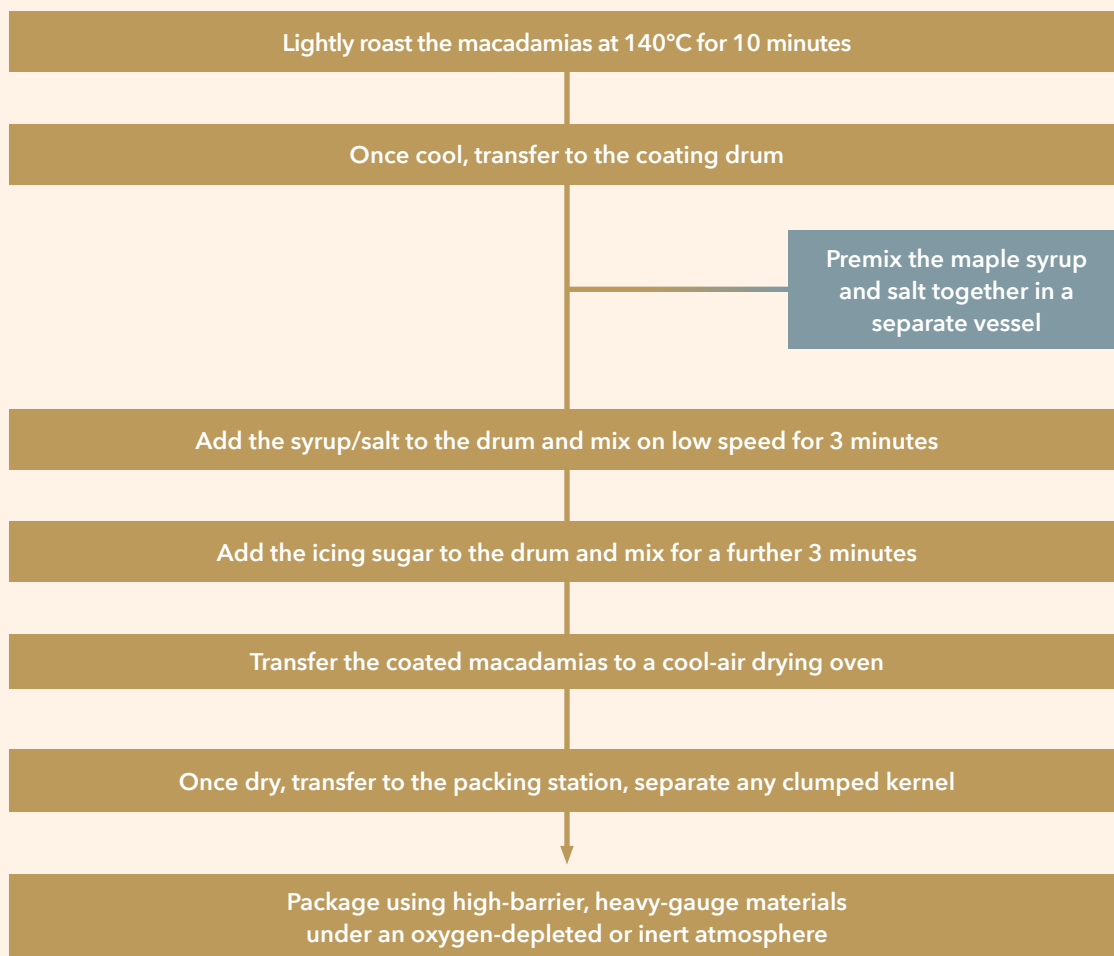 Lightly roast the macadamias at 140°C for 10 minutes
Once cool, transfer to the coating drum
Premix the maple syrup
and salt together in a
separate vessel
Add the syrup/salt to the drum and mix on low speed for 3 minutes
Add the icing sugar to the drum and mix for a further 3 minutes
Transfer the coated macadamias to a cool-air drying oven
Once dry, transfer to the packing station, separate any clumped kernel
Package using high-barrier, heavy-gauge materials
under an oxygen-depleted or inert atmosphere